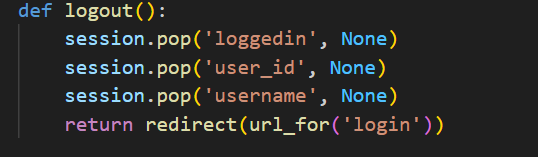 def logout():
    session.pop('loggedin', None)
    session.pop('user_id', None)
    session.pop('username', None)
    return redirect(url_for('login'))